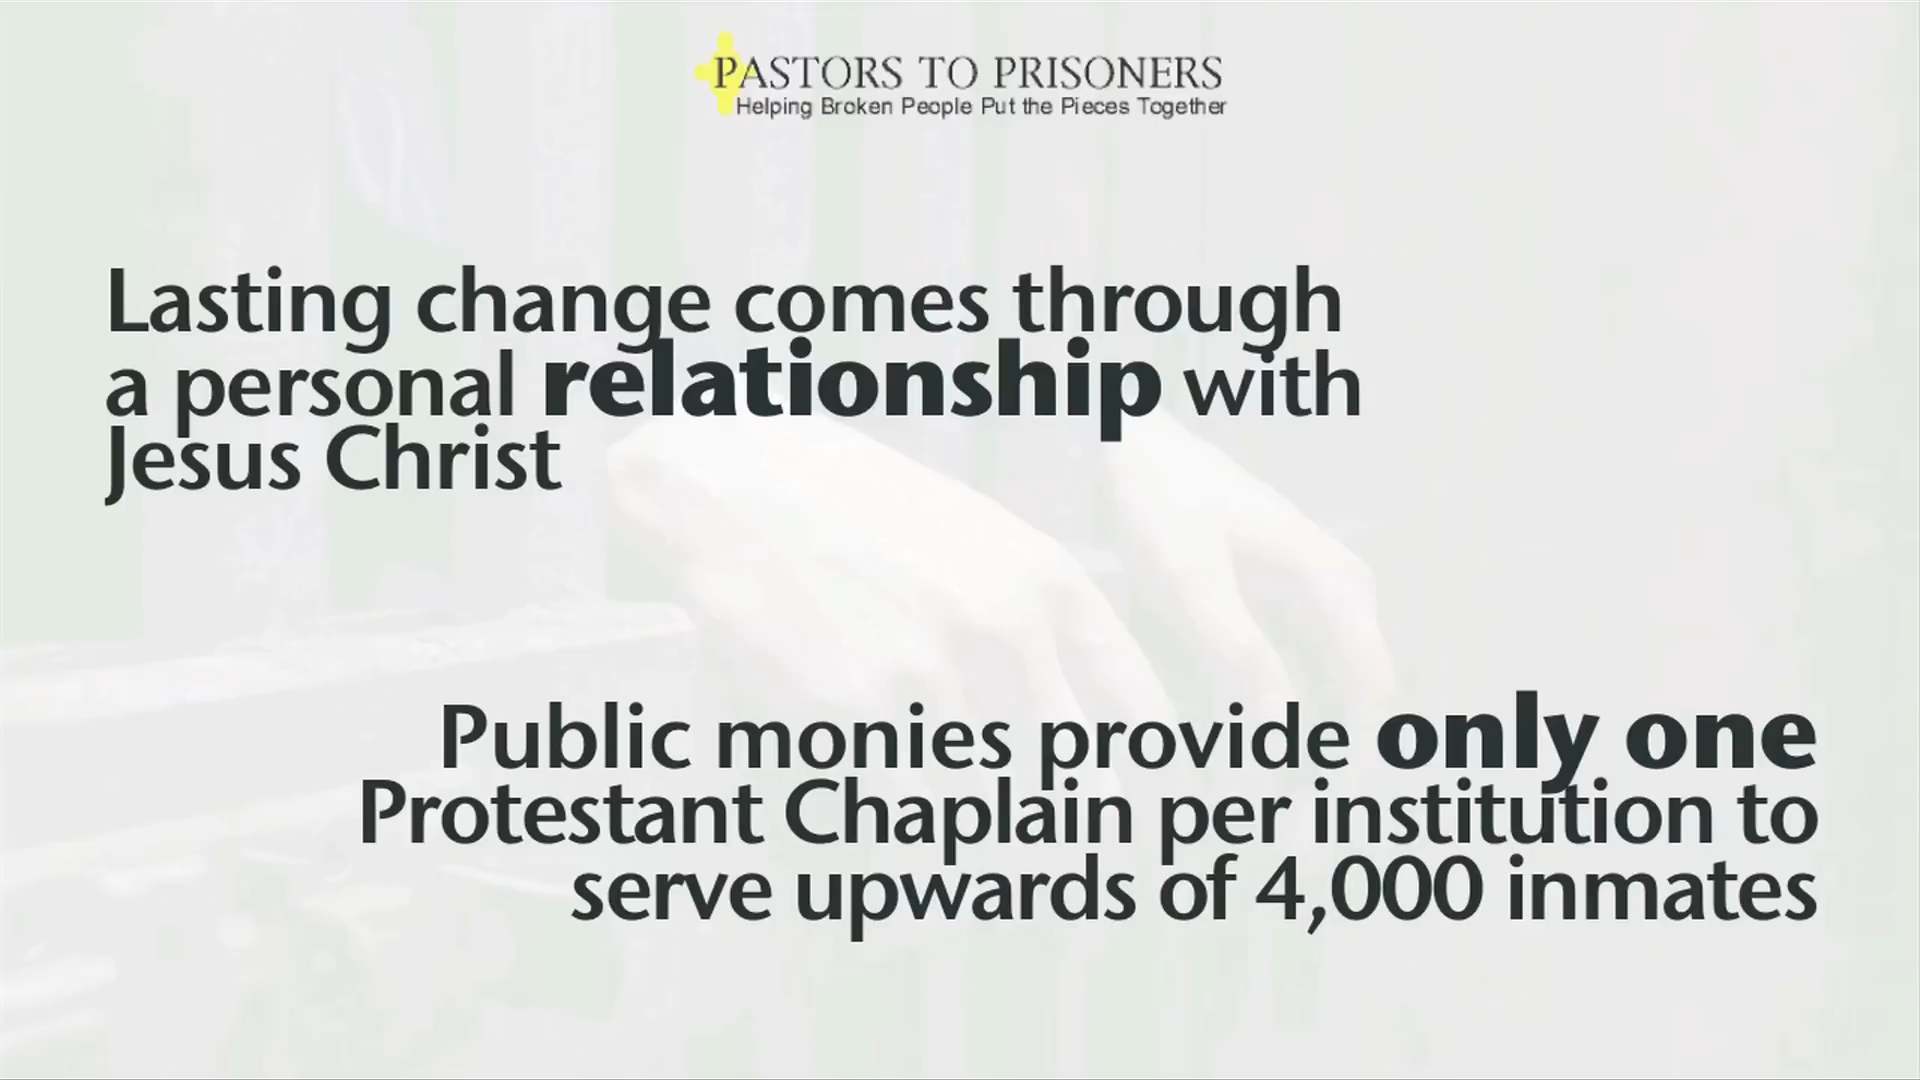 PASTORS TO PRISONERS
Helping Broken People Put the Pieces Together
Lasting change comes through
a personal relationship with
Jesus Christ
Public monies provide only one
Protestant Chaplain per institution to
serve upwards of 4,000 inmates